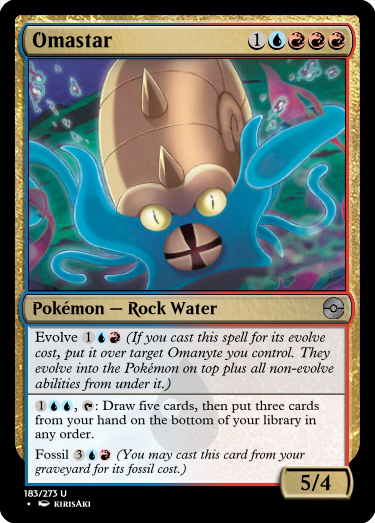 Omastar 1
Pokémon — Rock Water
Evolve 1 (If you cast this spell for its evolve
cost, put it over target Omanyte you control. They
evolve into the Pokémon on top plus all non-evolve
abilities from under it.)
1, : Draw five cards, then put three cards
from your hand on the bottom of your library in
any order.
Fossil 3 (You may cast this card from your
graveyard for its fossil cost.)
5/4
183/273 U
• KIRISAKI